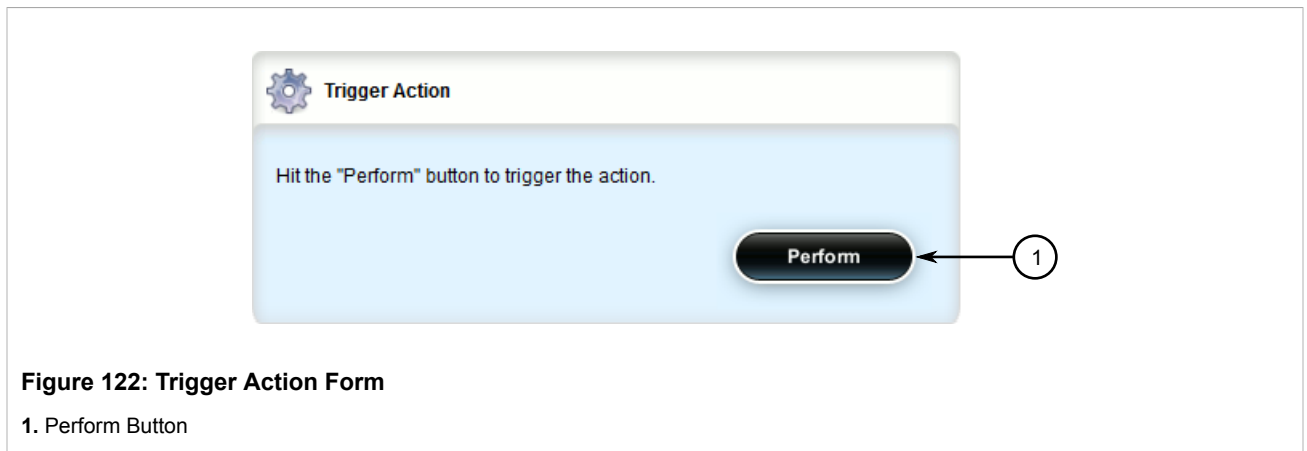 Trigger Action
Hit the "Perform" button to trigger the action.
Perform
1
Figure 122: Trigger Action Form
1. Perform Button